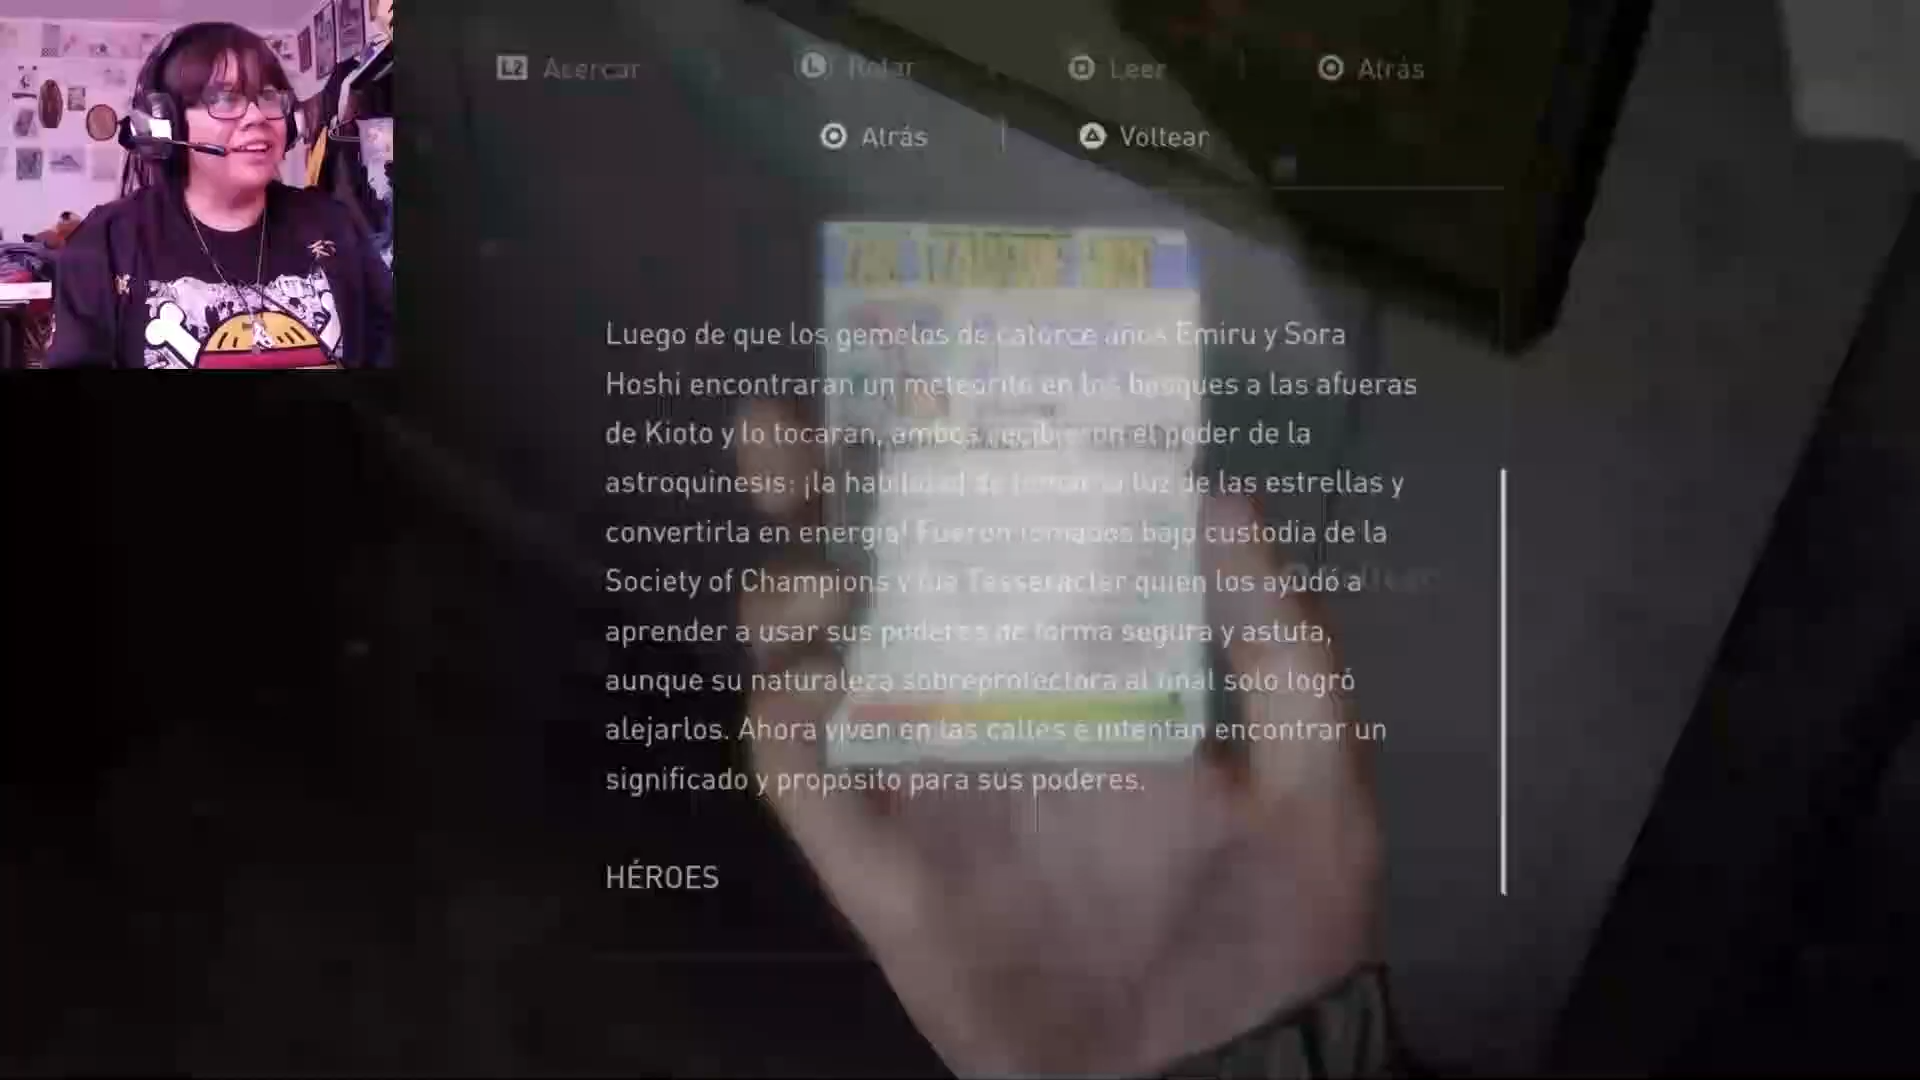 L2 Acercar L Rotar Leer Atrás
Atrás Voltear
Luego de que los gemelos de catorce años Emiru y Sora
Hoshi encontraran un meteorito en los bosques a las afueras
de Kioto y lo tocaran, ambos recibieron el poder de la
astroquinesis: ¡la habilidad de tomar la luz de las estrellas y
convertirla en energía! Fueron tomados bajo custodia de la
Society of Champions y fue Tesseracter quien los ayudó a
aprender a usar sus poderes de forma segura y astuta,
aunque su naturaleza sobreprotectora al final solo logró
alejarlos. Ahora viven en las calles e intentan encontrar un
significado y propósito para sus poderes.
HÉROES